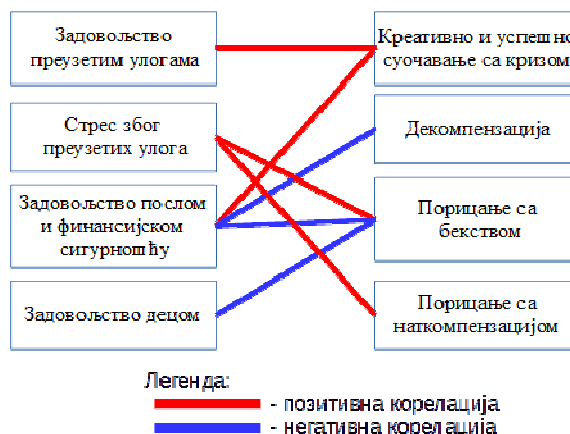 Задовољство
преузетим улогама
Стрес због
преузетих улога
Задовољство послом
и финансијском
сигурношћу
Задовољство децом
Креативно и успешно
суочавање са кризом
Декомпензација
Порицање са
бекством
Порицање са
наткомпензацијом
Легенда:
- позитивна корелација
- негативна корелација